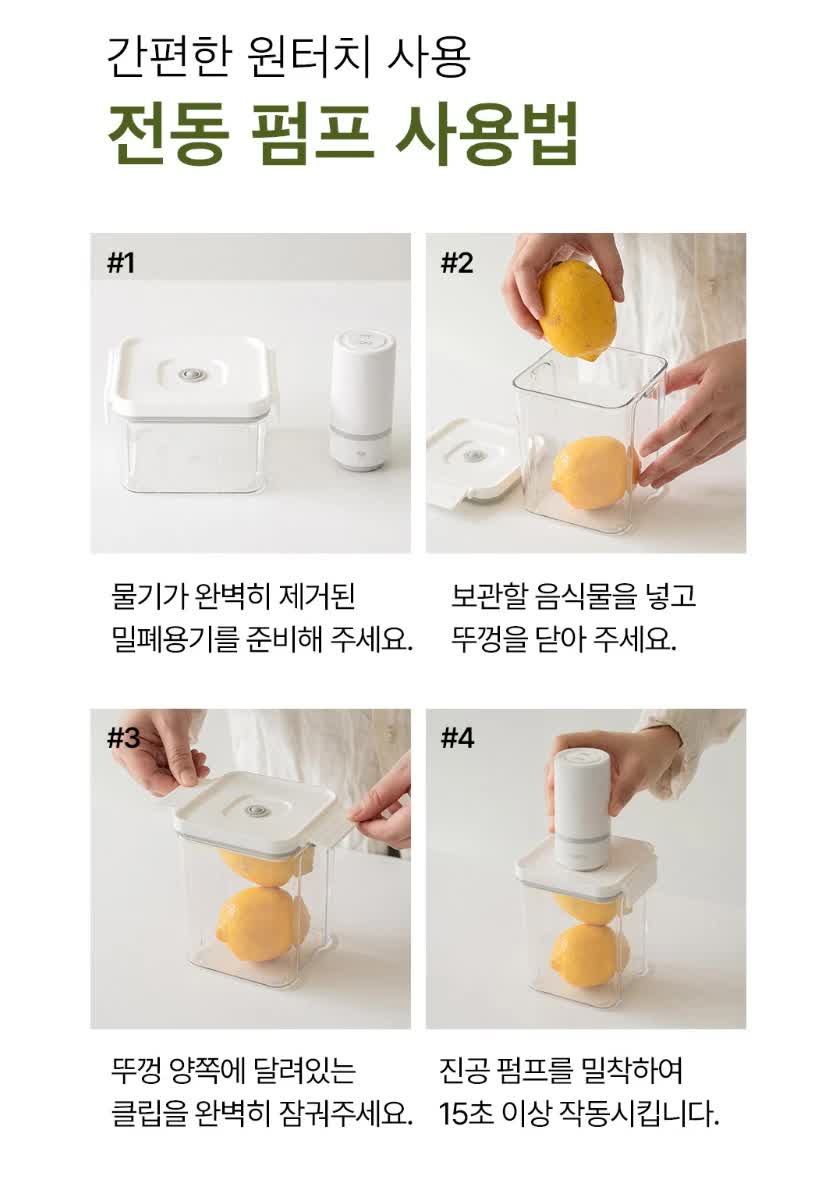 간편한 원터치 사용
전동 펌프 사용법
#1
#2
물기가 완벽히 제거된
밀폐용기를 준비해 주세요.
보관할 음식물을 넣고
뚜껑을 닫아 주세요.
#3
#4
뚜껑 양쪽에 달려있는
클립을 완벽히 잠궈주세요.
진공 펌프를 밀착하여
15초 이상 작동시킵니다.